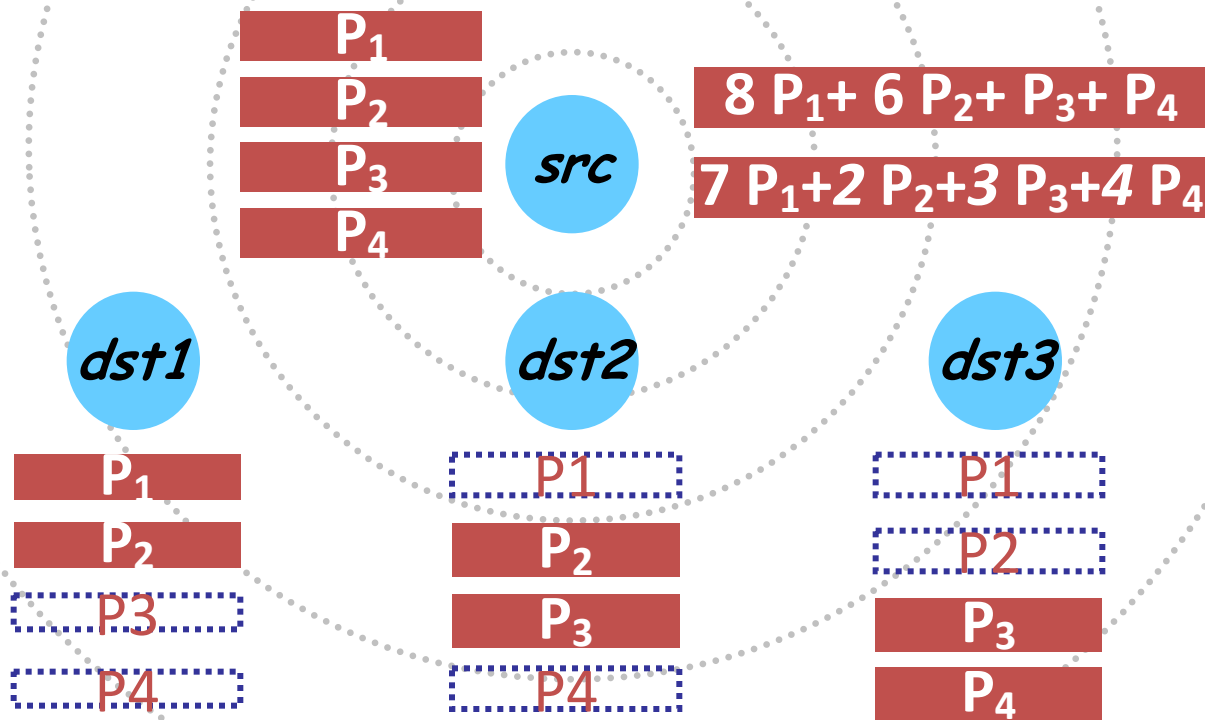 P₁
P₂
P₃
P₄
src
8 P₁+ 6 P₂+ P₃+ P₄
7 P₁+2 P₂+3 P₃+4 P₄
dst1
dst2
dst3
P₁
P₂
P3
P4
P1
P₂
P₃
P4
P1
P2
P₃
P₄